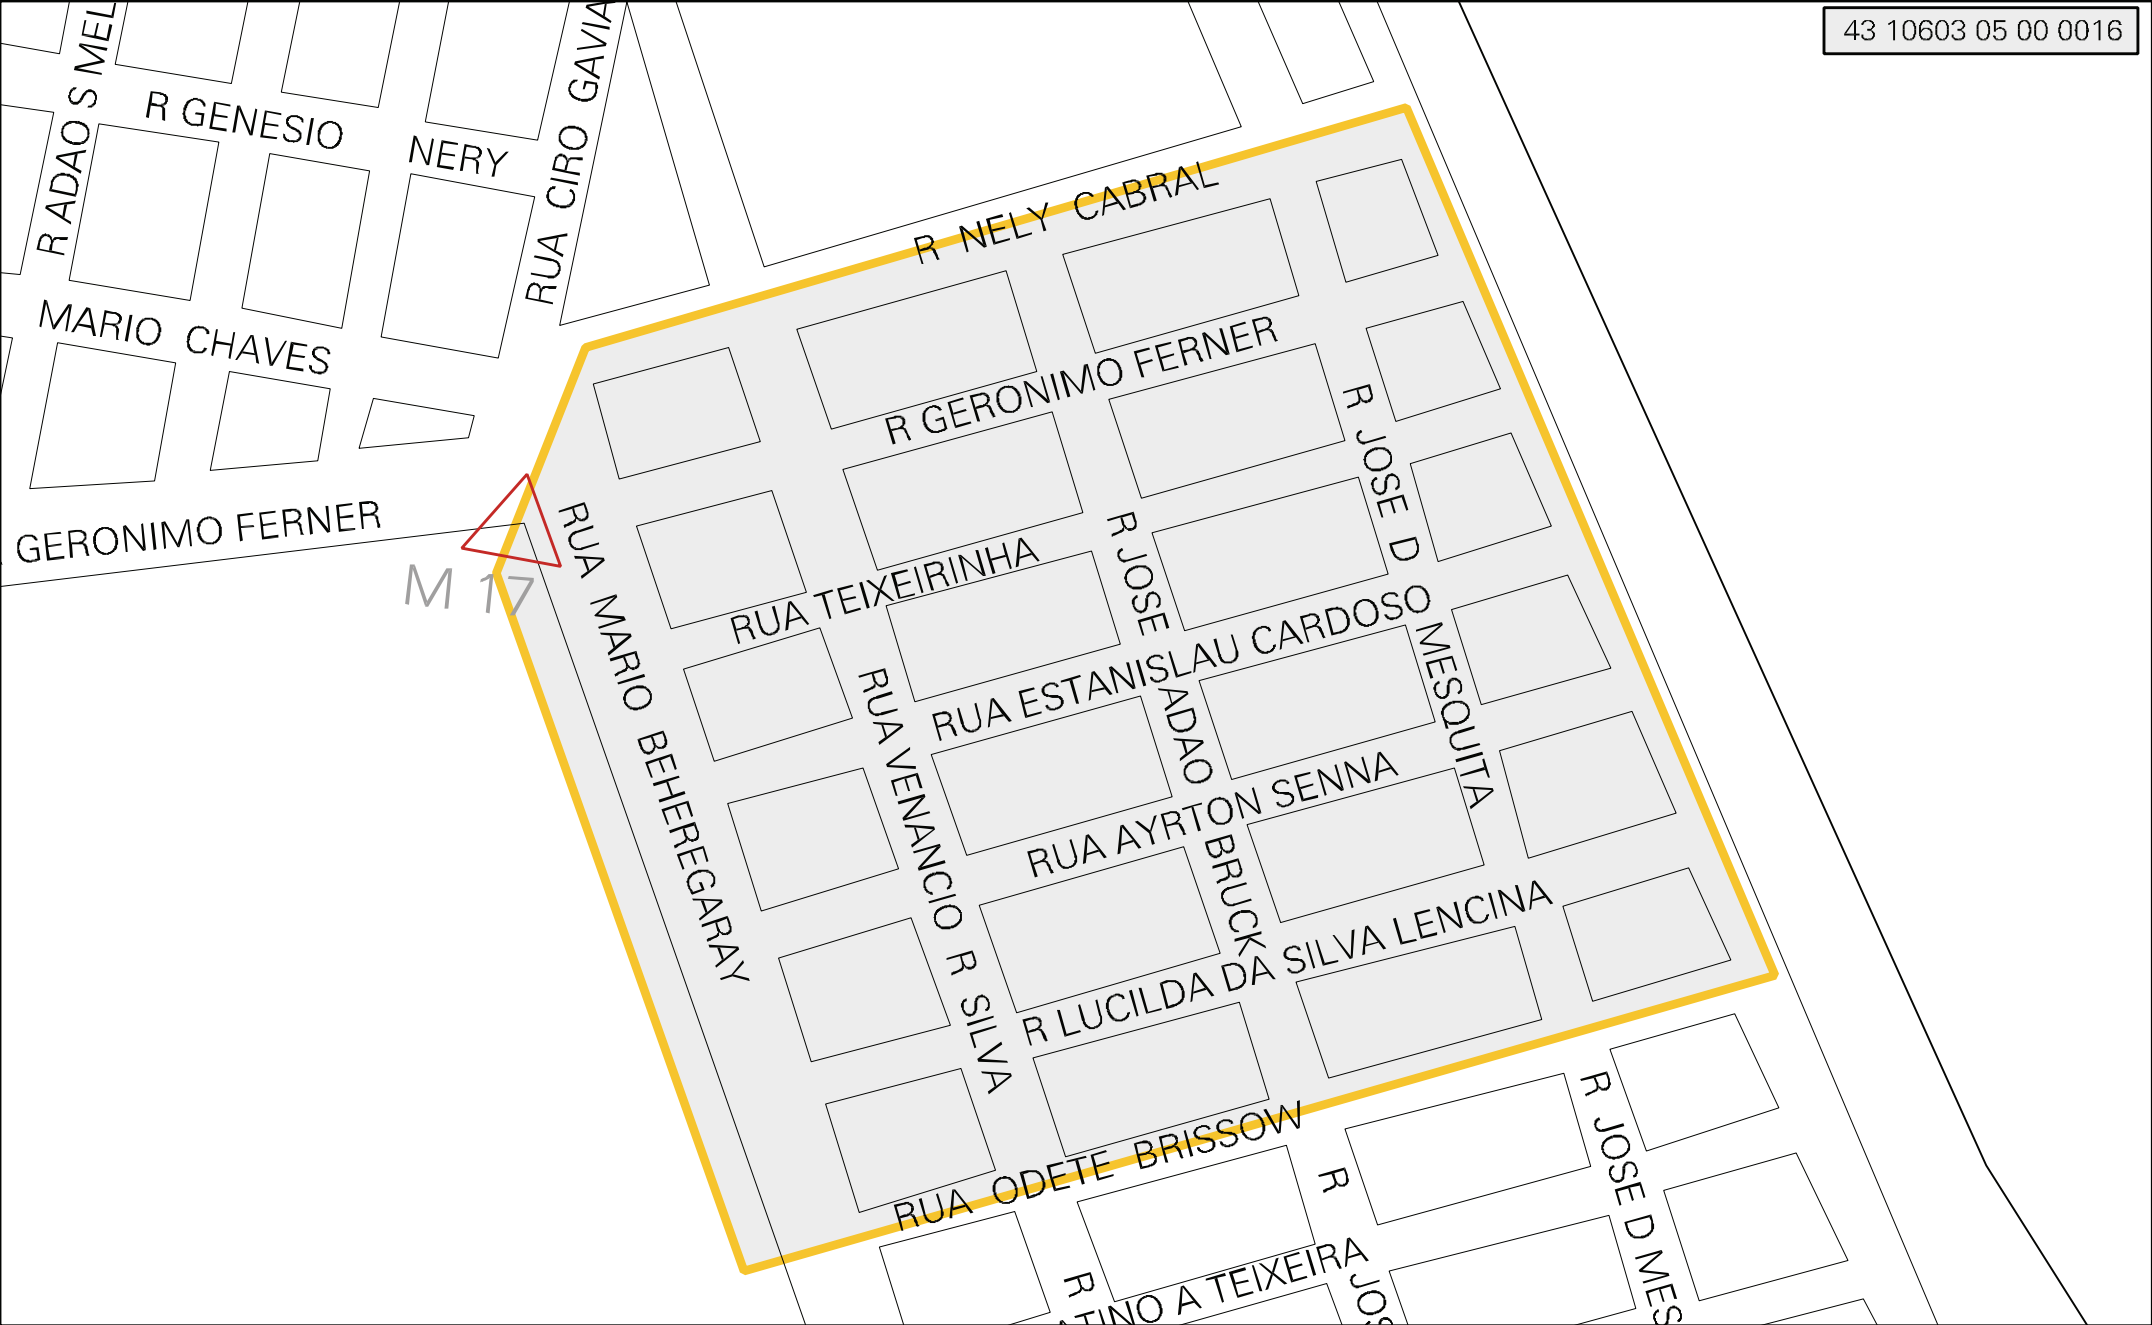 43 10603 05 00 0016
R ADAO S MEL
R GENESIO NERY
RUA CIRO GAVIA
MARIO CHAVES
GERONIMO FERNER
M 17
R NELY CABRAL
R GERONIMO FERNER
RUA TEIXEIRINHA
RUA ESTANISLAU CARDOSO
RUA AYRTON SENNA
R LUCILDA DA SILVA LENCINA
RUA ODETE BRISSOW
RUA MARIO BEHEREGARAY
RUA VENANCIO R SILVA
R JOSE ADAO BRUCK
R JOSE D MESQUITA
R JOSE D MES
R JOS
R
TINO A TEIXEIRA